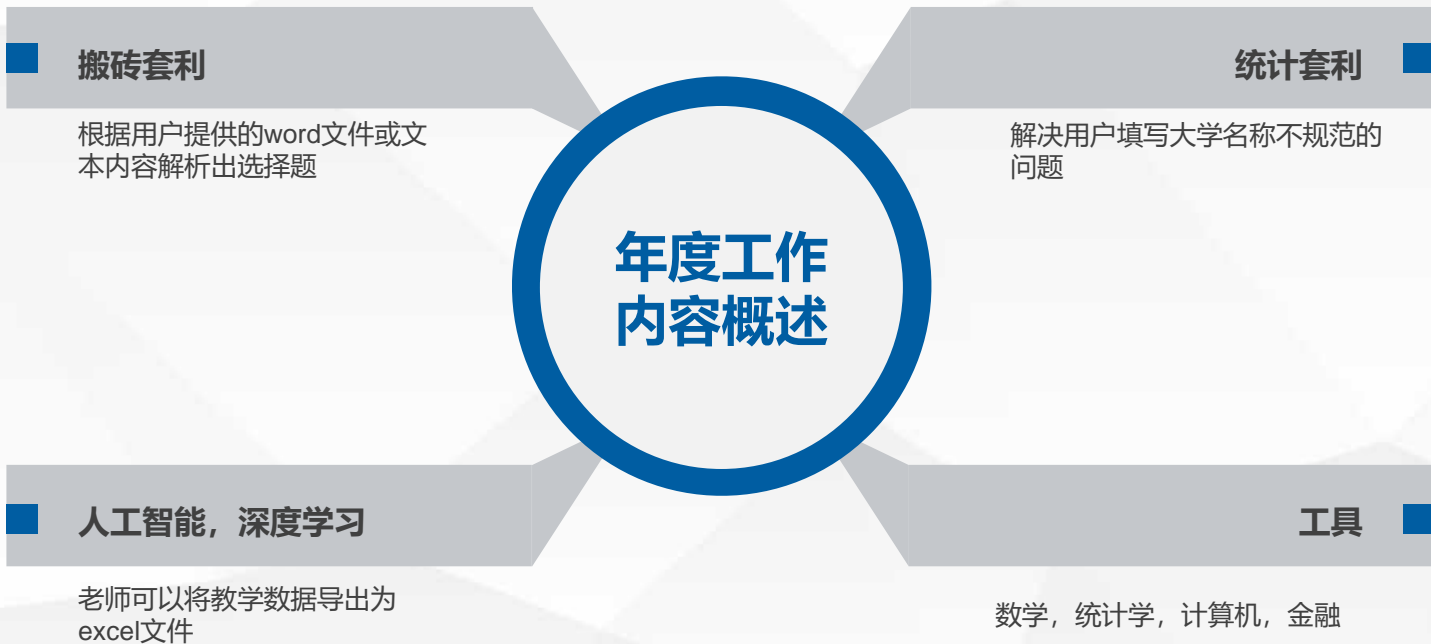 搬砖套利
统计套利
根据用户提供的word文件或文
本内容解析出选择题
解决用户填写大学名称不规范的
问题
年度工作
内容概述
人工智能，深度学习
工具
老师可以将教学数据导出为
excel文件
数学，统计学，计算机，金融